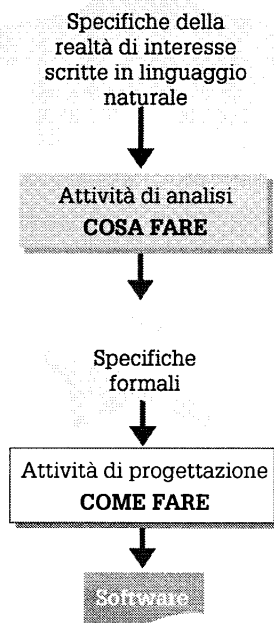 Specifiche della
realtà di interesse
scritte in linguaggio
naturale
Attività di analisi
COSA FARE
Specifiche
formali
Attività di progettazione
COME FARE
Software